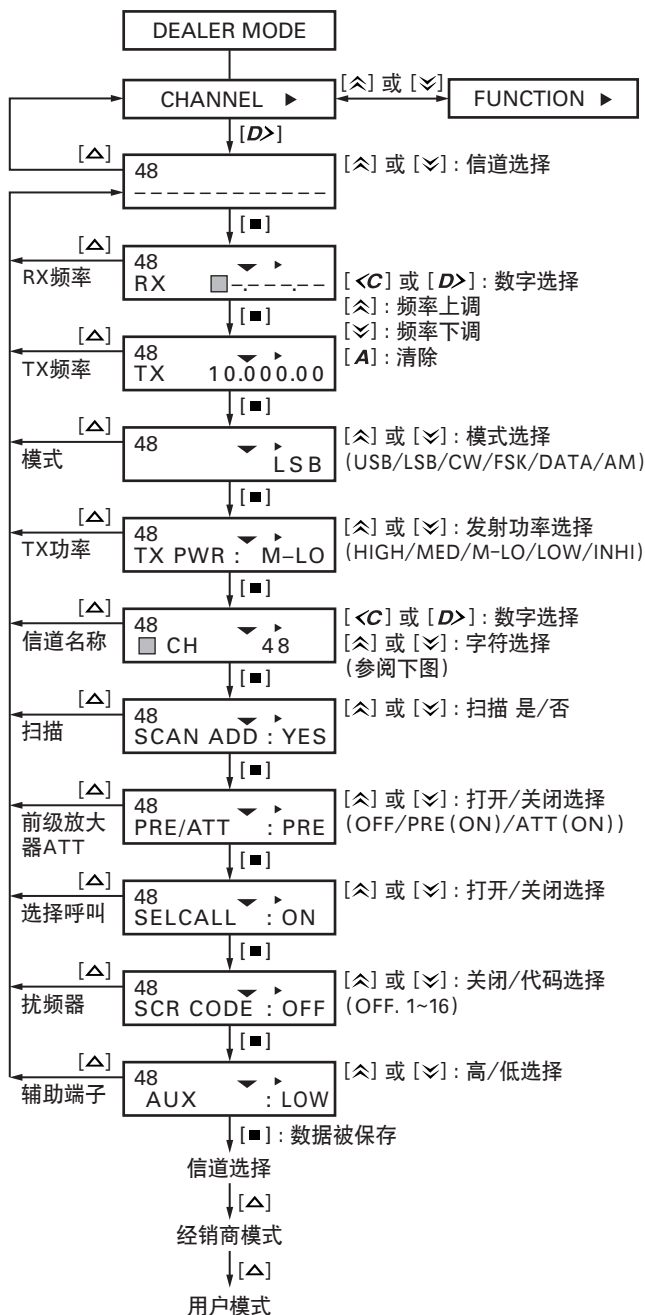 DEALER MODE
CHANNEL ▶
[︽] 或 [︾]
FUNCTION ▶
[D>]
[△]
48
– – – – – – – – – – – –
[︽] 或 [︾] : 信道选择
[■]
[△]
RX频率
48
RX –.–––.––
[<C] 或 [D>] : 数字选择
[︽] : 频率上调
[︾] : 频率下调
[A] : 清除
[■]
[△]
TX频率
48
TX 10.000.00
[■]
[△]
模式
48
LSB
[︽] 或 [︾] : 模式选择
(USB/LSB/CW/FSK/DATA/AM)
[■]
[△]
TX功率
48
TX PWR : M–LO
[︽] 或 [︾] : 发射功率选择
(HIGH/MED/M–LO/LOW/INHI)
[■]
[△]
信道名称
48
CH 48
[<C] 或 [D>] : 数字选择
[︽] 或 [︾] : 字符选择
(参阅下图)
[■]
[△]
扫描
48
SCAN ADD : YES
[︽] 或 [︾] : 扫描 是/否
[■]
[△]
前级放大
器ATT
48
PRE/ATT : PRE
[︽] 或 [︾] : 打开/关闭选择
(OFF/PRE(ON)/ATT(ON))
[■]
[△]
选择呼叫
48
SELCALL : ON
[︽] 或 [︾] : 打开/关闭选择
[■]
[△]
扰频器
48
SCR CODE : OFF
[︽] 或 [︾] : 关闭/代码选择
(OFF. 1~16)
[■]
[△]
辅助端子
48
AUX : LOW
[︽] 或 [︾] : 高/低选择
[■] : 数据被保存
信道选择
[△]
经销商模式
[△]
用户模式